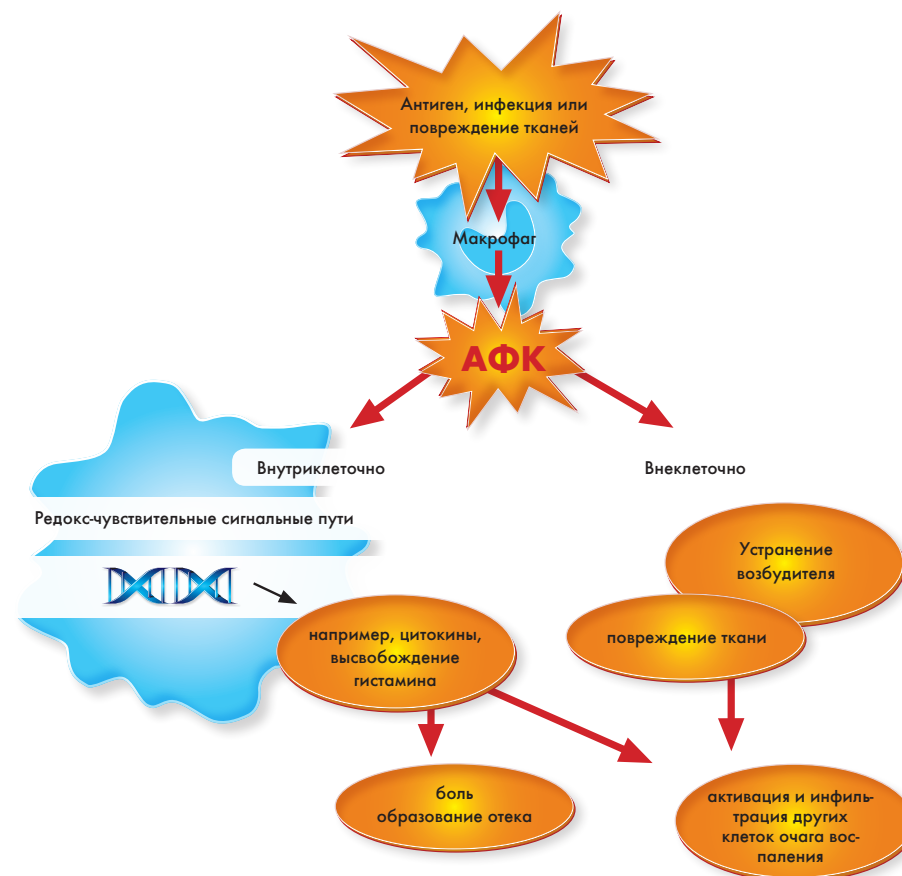 Антиген, инфекция или
повреждение тканей
Макрофаг
АФК
Внутриклеточно
Внеклеточно
Редокс-чувствительные сигнальные пути
Устранение
возбудителя
например, цитокины,
высвобождение
гистамина
повреждение ткани
боль
образование отека
активация и инфиль-
трация других
клеток очага вос-
паления